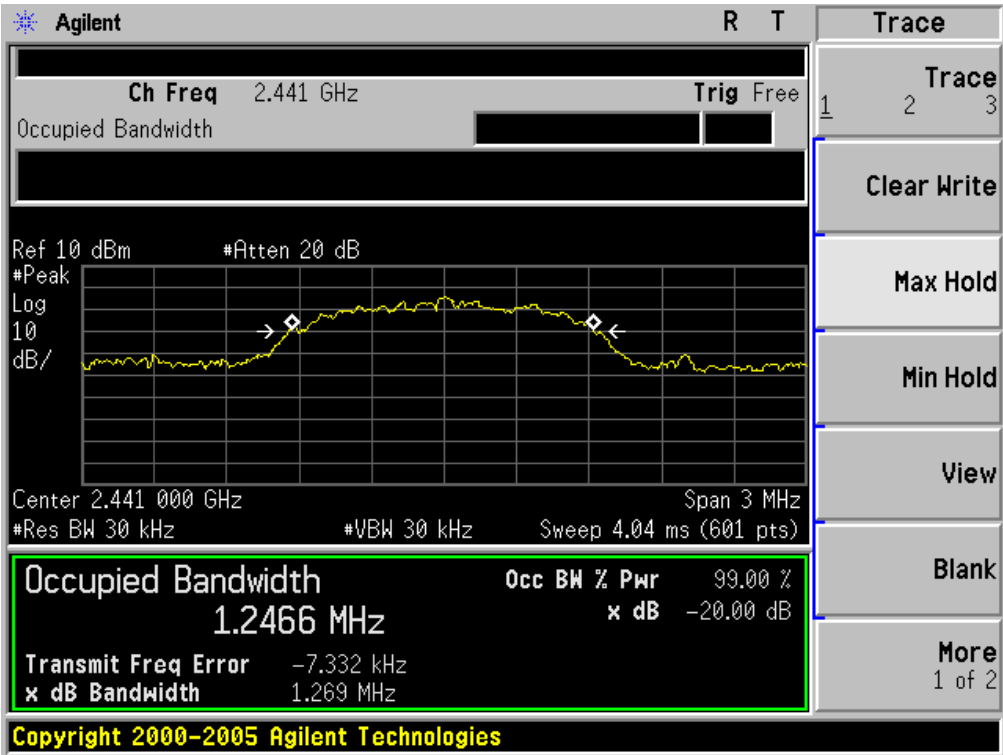 Agilent R T
Ch Freq 2.441 GHz Trig Free
Occupied Bandwidth
Ref 10 dBm #Atten 20 dB
#Peak
Log
10
dB/
Center 2.441 000 GHz Span 3 MHz
#Res BW 30 kHz #VBW 30 kHz Sweep 4.04 ms (601 pts)
Occupied Bandwidth
1.2466 MHz
Occ BW % Pwr 99.00 %
x dB -20.00 dB
Transmit Freq Error -7.332 kHz
x dB Bandwidth 1.269 MHz
Copyright 2000-2005 Agilent Technologies
Trace
Trace
1 2 3
Clear Write
Max Hold
Min Hold
View
Blank
More
1 of 2